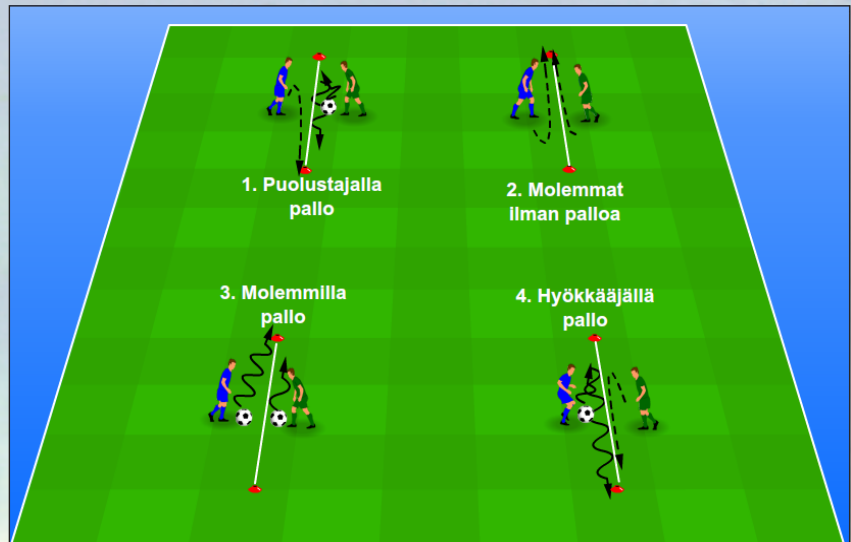 1. Puolustajalla
pallo
2. Molemmat
ilman palloa
3. Molemmilla
pallo
4. Hyökkääjällä
pallo